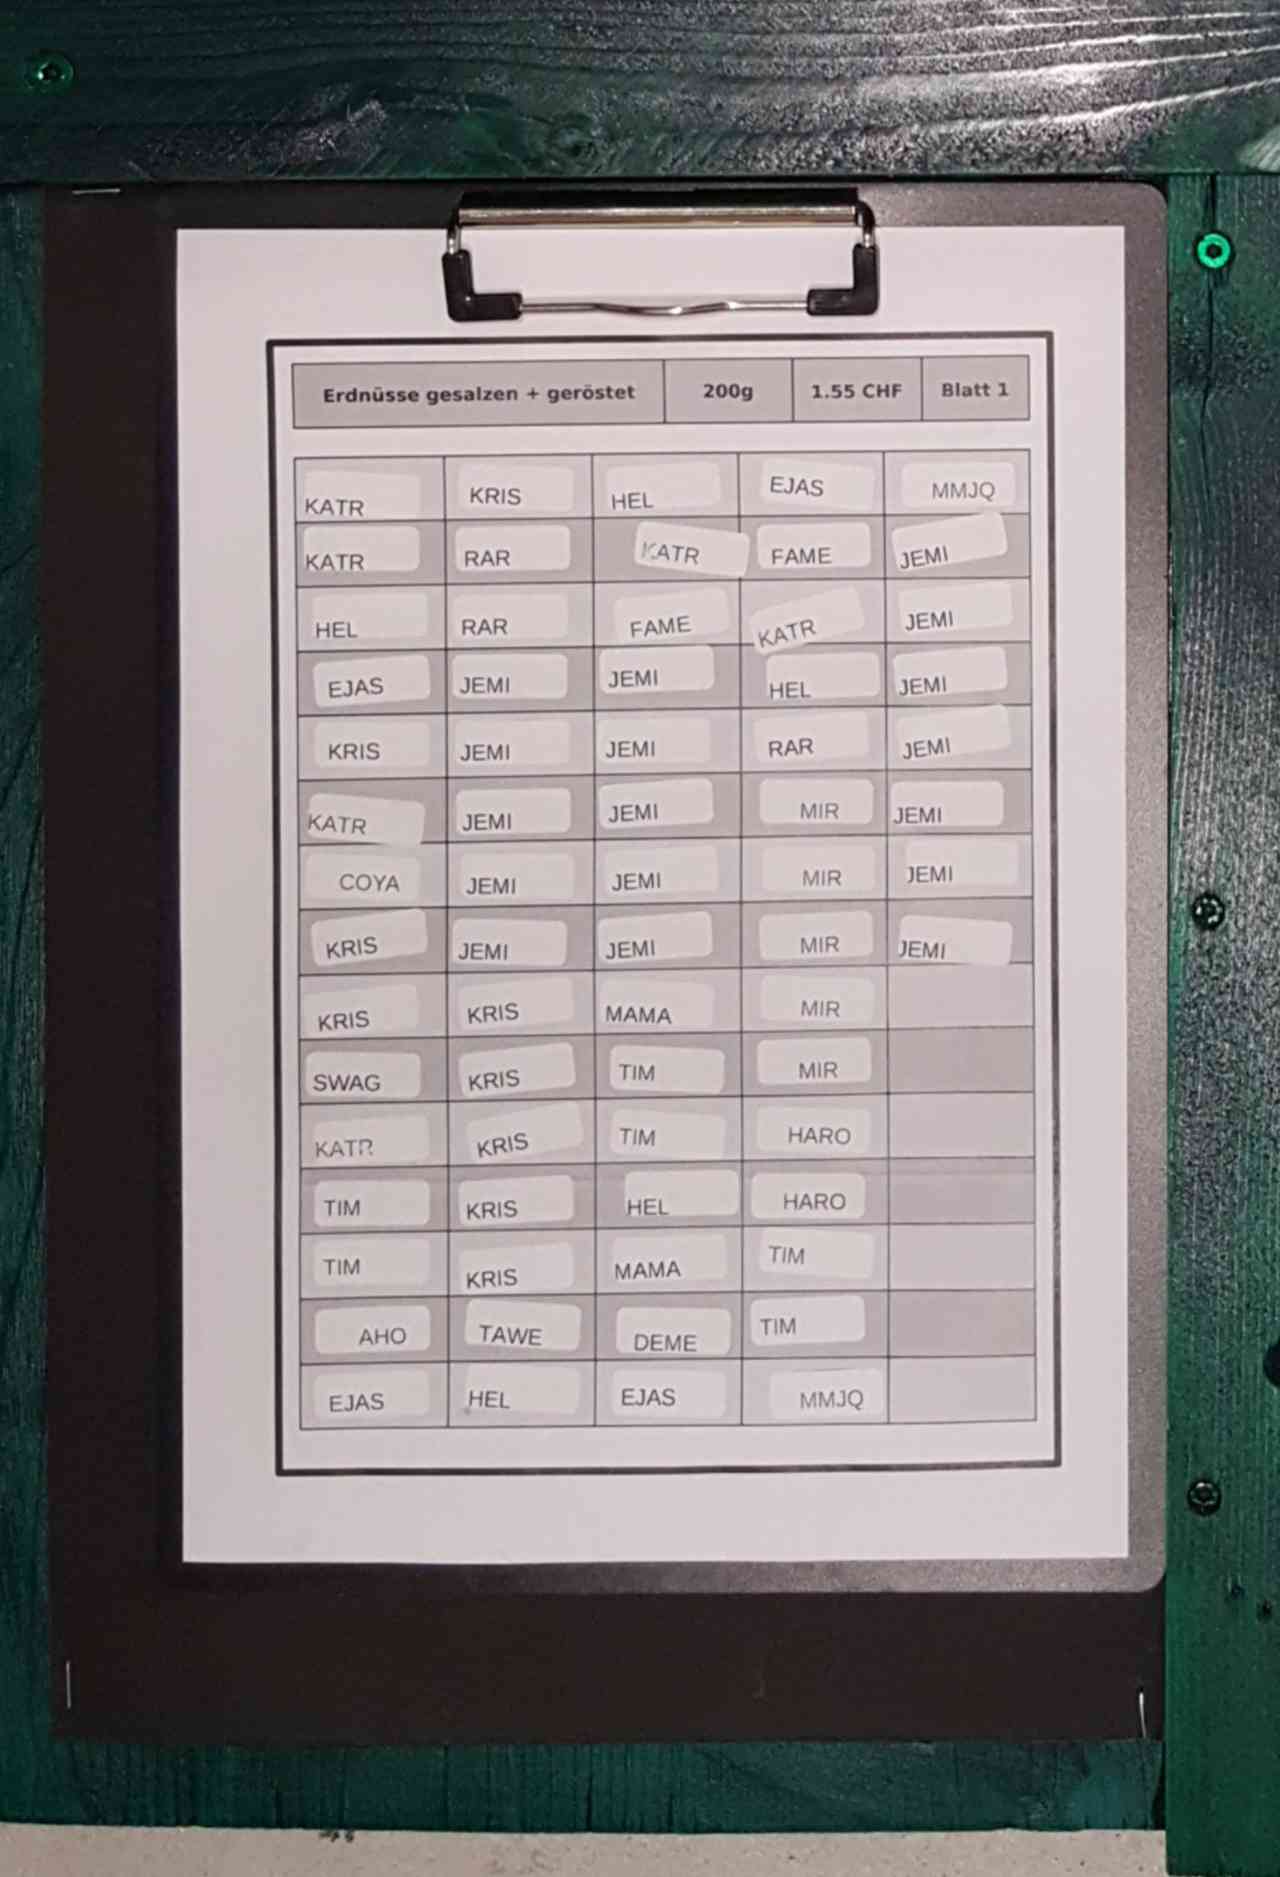 Erdnüsse gesalzen + geröstet 200g 1.55 CHF Blatt 1
KATR KRIS HEL EJAS MMJQ
KATR RAR KATR FAME JEMI
HEL RAR FAME KATR JEMI
EJAS JEMI JEMI HEL JEMI
KRIS JEMI JEMI RAR JEMI
KATR JEMI JEMI MIR JEMI
COYA JEMI JEMI MIR JEMI
KRIS JEMI JEMI MIR JEMI
KRIS KRIS MAMA MIR
SWAG KRIS TIM MIR
KATR KRIS TIM HARO
TIM KRIS HEL HARO
TIM KRIS MAMA TIM
AHO TAWE DEME TIM
EJAS HEL EJAS MMJQ